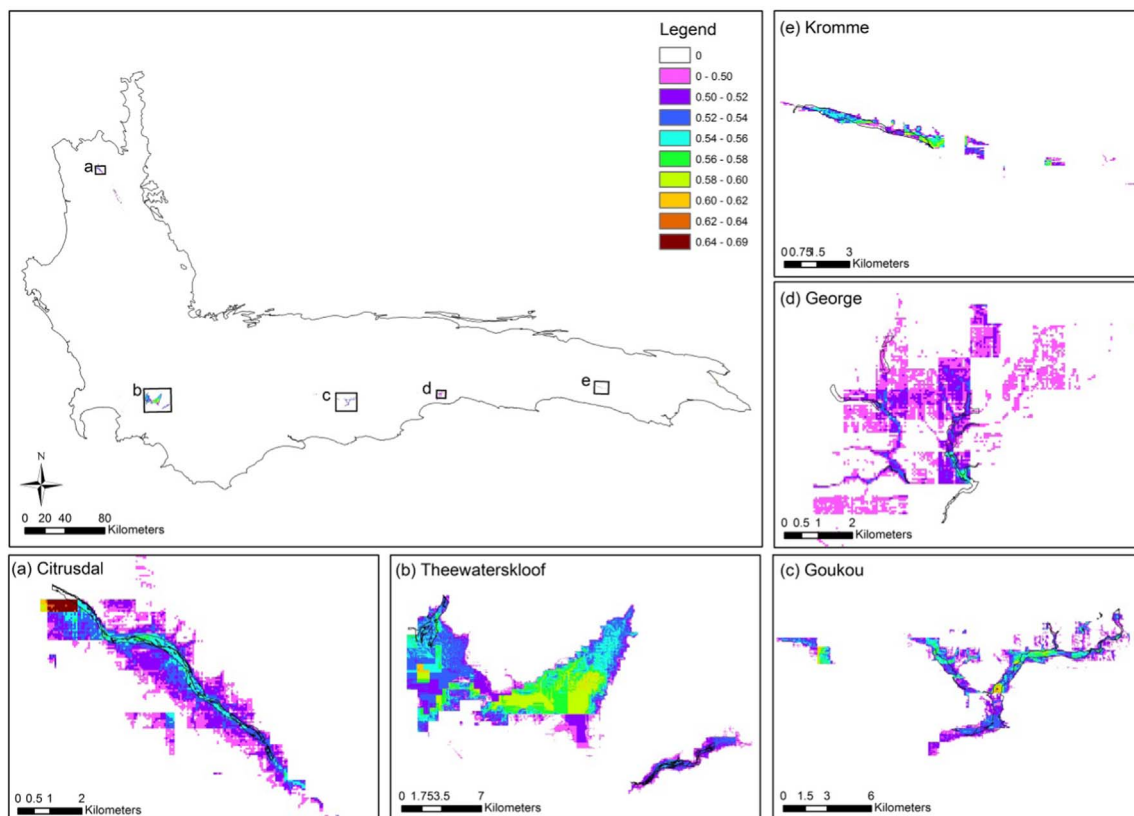 Legend
0
0 - 0.50
0.50 - 0.52
0.52 - 0.54
0.54 - 0.56
0.56 - 0.58
0.58 - 0.60
0.60 - 0.62
0.62 - 0.64
0.64 - 0.69
a
b
c
d
e
N
0 20 40 80
Kilometers
(e) Kromme
0 0.75 1.5 3
Kilometers
(d) George
0 0.5 1 2
Kilometers
(a) Citrusdal
0 0.5 1 2
Kilometers
(b) Theewaterskloof
0 1.75 3.5 7
Kilometers
(c) Goukou
0 1.5 3 6
Kilometers